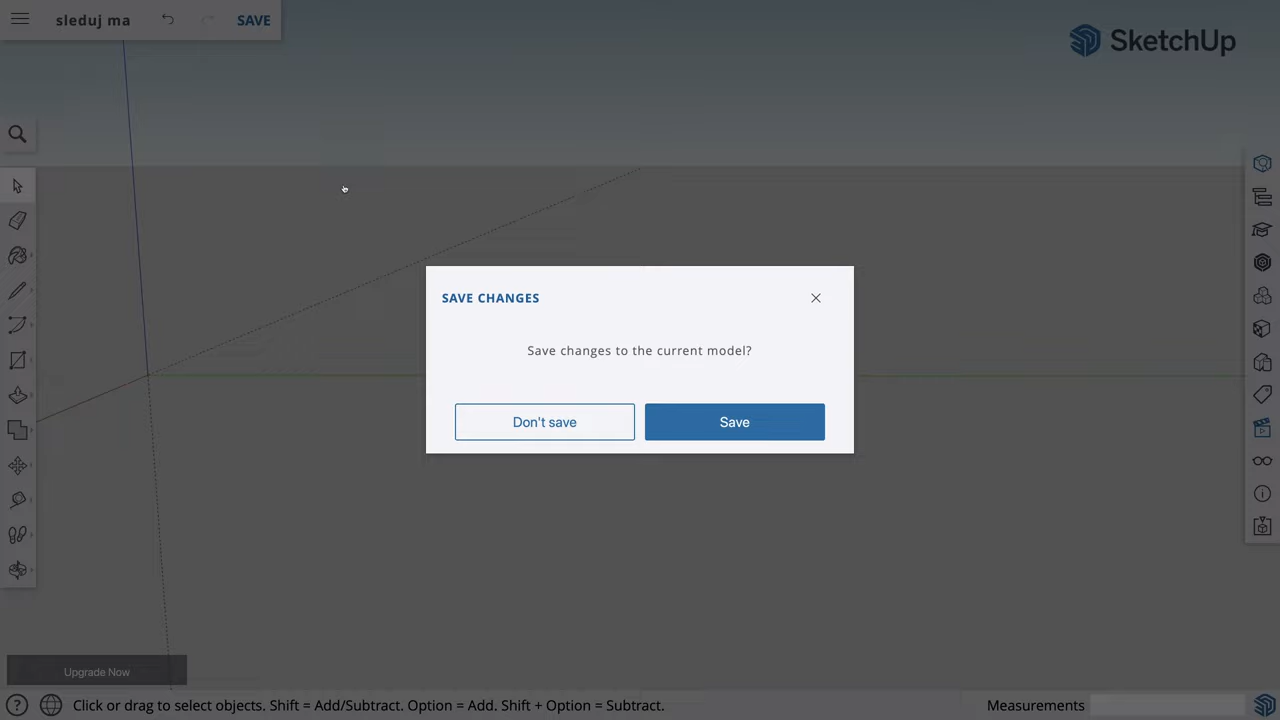 sleduj ma
SAVE
SketchUp
SAVE CHANGES
Save changes to the current model?
Don't save
Save
Upgrade Now
Click or drag to select objects. Shift = Add/Subtract. Option = Add. Shift + Option = Subtract.
Measurements